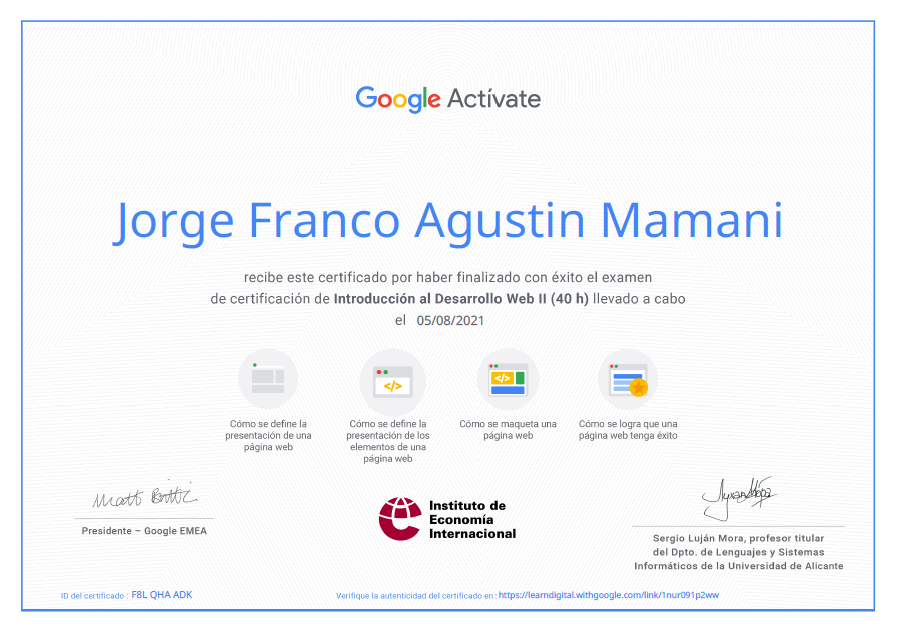 Google Actívate
Jorge Franco Agustin Mamani
recibe este certificado por haber finalizado con éxito el examen
de certificación de Introducción al Desarrollo Web II (40 h) llevado a cabo
el 05/08/2021
Cómo se define la
presentación de una
página web
Cómo se define la
presentación de los
elementos de una
página web
Cómo se maqueta una
página web
Cómo se logra que una
página web tenga éxito
Presidente – Google EMEA
Instituto de
Economía
Internacional
Sergio Luján Mora, profesor titular
del Dpto. de Lenguajes y Sistemas
Informáticos de la Universidad de Alicante
ID del certificado : F8L QHA ADK
Verifique la autenticidad del certificado en : https://learndigital.withgoogle.com/link/1nur091p2ww